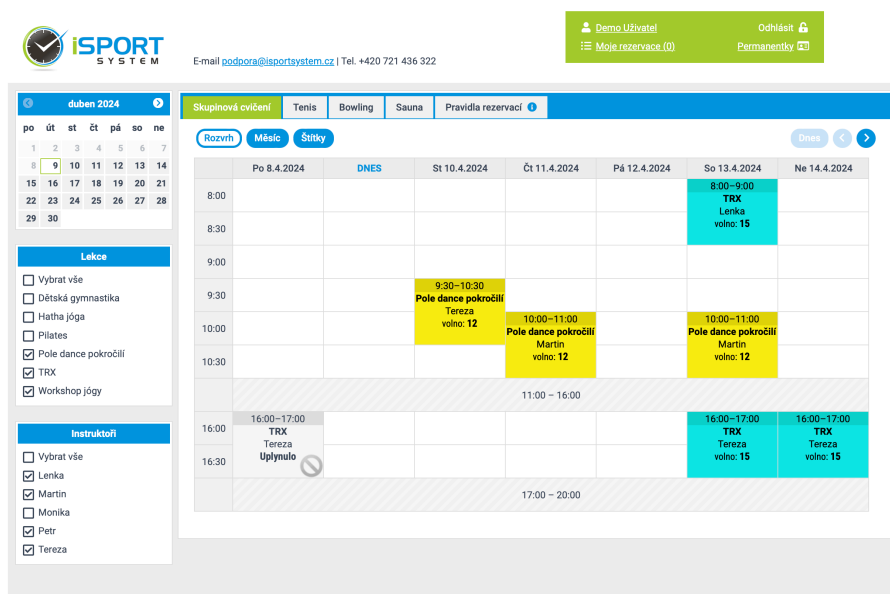 iSPORT
SYSTEM
E-mail podpora@isportsystem.cz | Tel. +420 721 436 322
Demo Uživatel
Odhlásit
Moje rezervace (0)
Permanentky
duben 2024
po út st čt pá so ne
1 2 3 4 5 6 7
8 9 10 11 12 13 14
15 16 17 18 19 20 21
22 23 24 25 26 27 28
29 30
Lekce
Vybrat vše
Dětská gymnastika
Hatha jóga
Pilates
Pole dance pokročilí
TRX
Workshop jógy
Instruktoři
Vybrat vše
Lenka
Martin
Monika
Petr
Tereza
Skupinová cvičení
Tenis
Bowling
Sauna
Pravidla rezervací
Rozvrh
Měsíc
Štítky
Dnes
Po 8.4.2024 DNES St 10.4.2024 Čt 11.4.2024 Pá 12.4.2024 So 13.4.2024 Ne 14.4.2024
8:00
8:00–9:00
TRX
Lenka
volno: 15
8:30
9:00
9:30
9:30–10:30
Pole dance pokročilí
Tereza
volno: 12
10:00
10:00–11:00
Pole dance pokročilí
Martin
volno: 12
10:00–11:00
Pole dance pokročilí
Martin
volno: 12
10:30
11:00 – 16:00
16:00
16:00–17:00
TRX
Tereza
Uplynulo
16:00–17:00
TRX
Tereza
volno: 15
16:00–17:00
TRX
Tereza
volno: 15
16:30
17:00 – 20:00